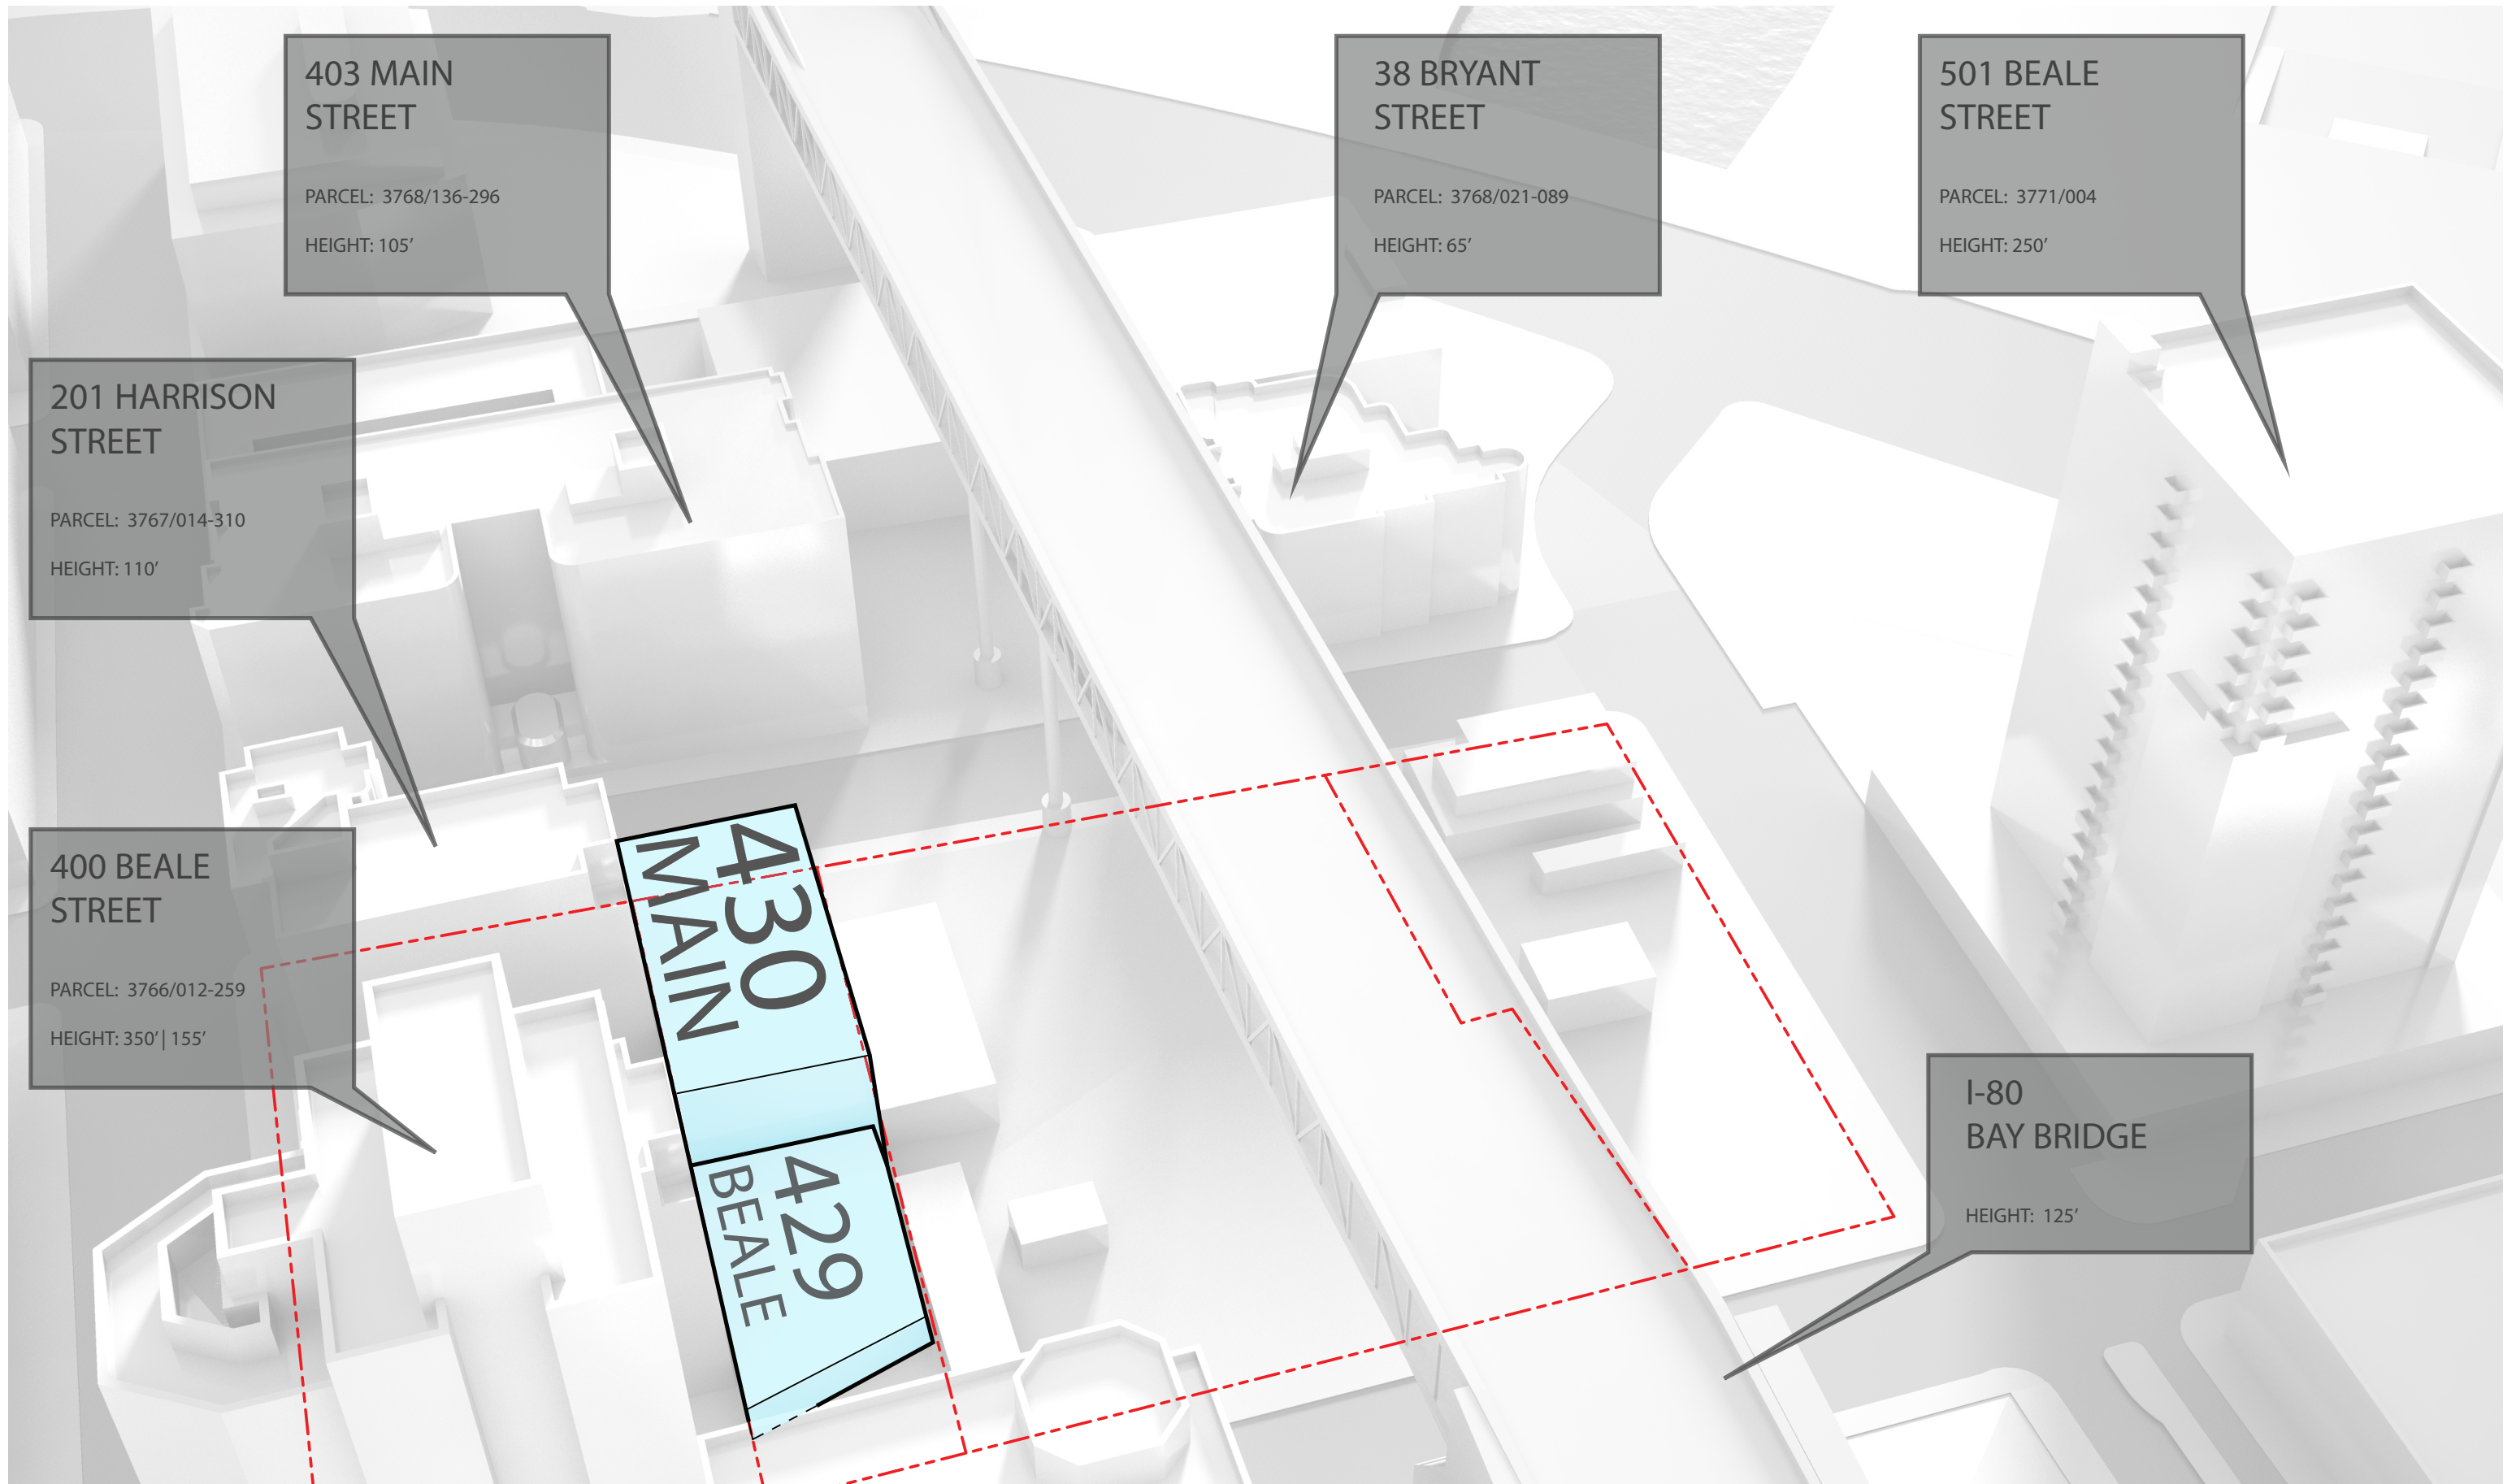 403 MAIN
STREET
PARCEL: 3768/136-296
HEIGHT: 105′
38 BRYANT
STREET
PARCEL: 3768/021-089
HEIGHT: 65′
501 BEALE
STREET
PARCEL: 3771/004
HEIGHT: 250′
201 HARRISON
STREET
PARCEL: 3767/014-310
HEIGHT: 110′
400 BEALE
STREET
PARCEL: 3766/012-259
HEIGHT: 350′| 155′
430
MAIN
429
BEALE
I-80
BAY BRIDGE
HEIGHT: 125′